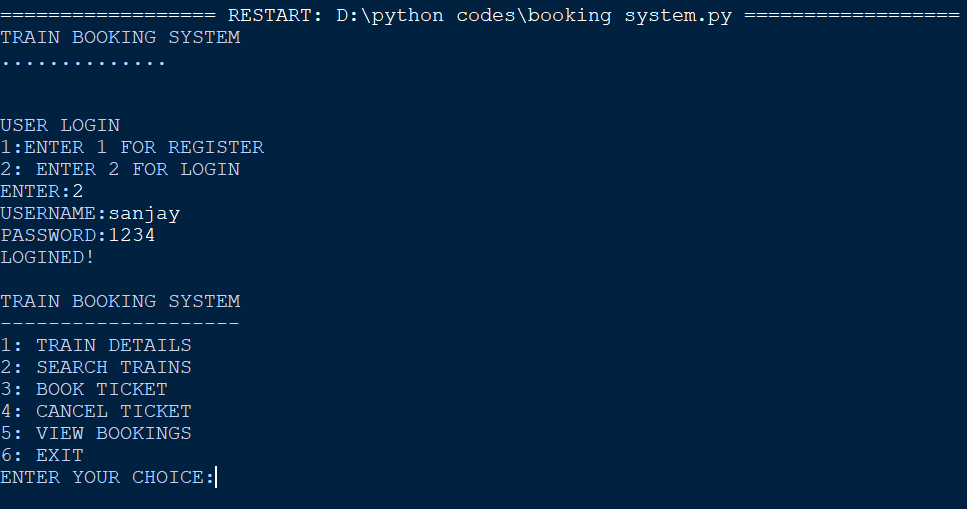 ================== RESTART: D:\python codes\booking system.py ==================
TRAIN BOOKING SYSTEM
..............
USER LOGIN
1:ENTER 1 FOR REGISTER
2: ENTER 2 FOR LOGIN
ENTER:2
USERNAME:sanjay
PASSWORD:1234
LOGINED!
TRAIN BOOKING SYSTEM
--------------------
1: TRAIN DETAILS
2: SEARCH TRAINS
3: BOOK TICKET
4: CANCEL TICKET
5: VIEW BOOKINGS
6: EXIT
ENTER YOUR CHOICE: